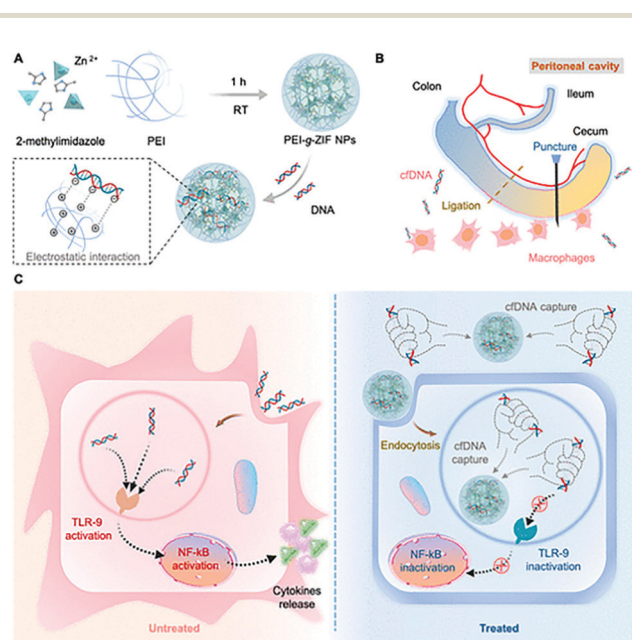 A
Zn 2+
1 h
RT
2-methylimidazole
PEI
PEI-g-ZIF NPs
DNA
Electrostatic interaction
B
Peritoneal cavity
Colon
Ileum
Cecum
Puncture
cfDNA
Ligation
Macrophages
C
TLR-9
activation
NF-kB
activation
Cytokines
release
Untreated
cfDNA capture
Endocytosis
cfDNA
capture
NF-kB
inactivation
TLR-9
inactivation
Treated